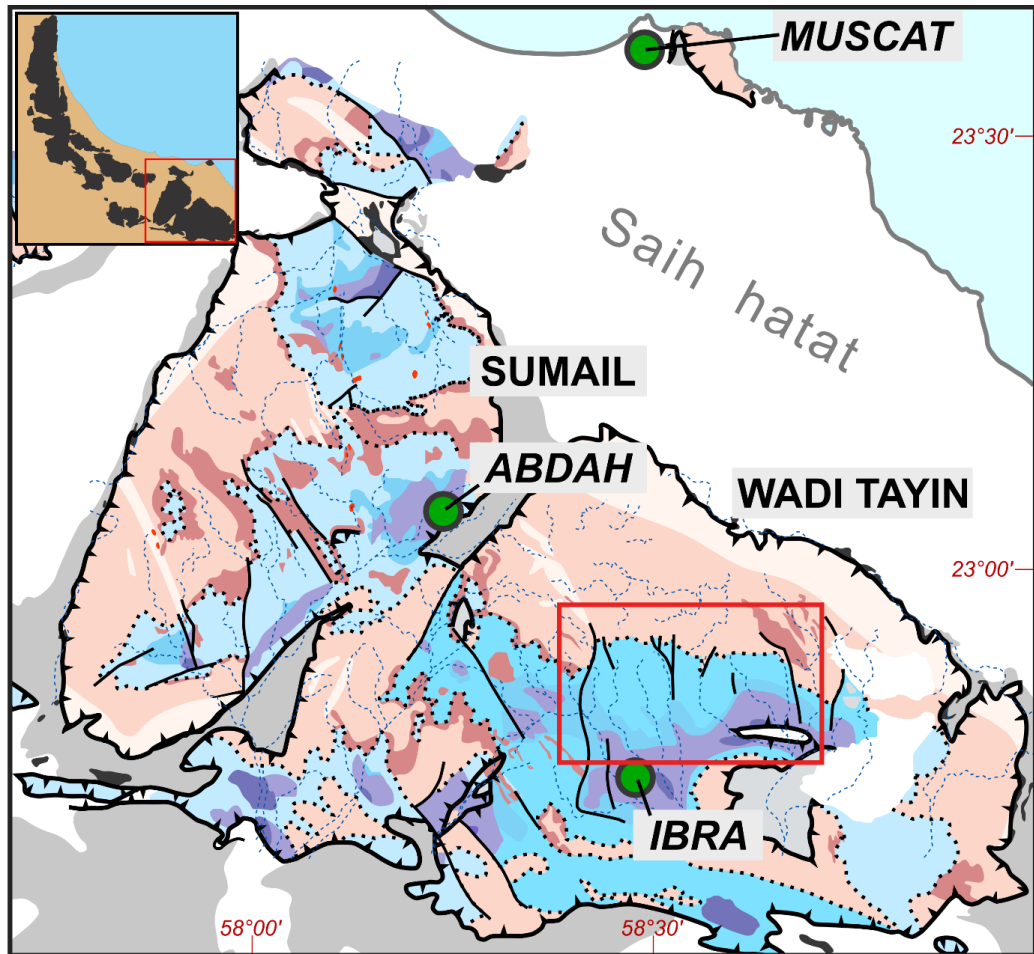 MUSCAT
23°30'
Saih hatat
SUMAIL
ABDAH
WADI TAYIN
23°00'
IBRA
58°00'
58°30'